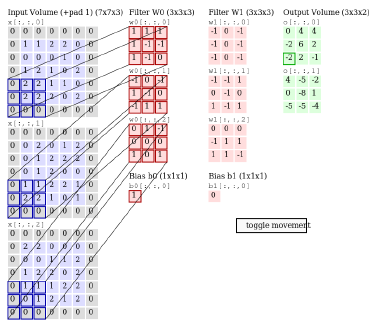 Input Volume (+pad 1) (7x7x3)
x[:,:,0]
0 0 0 0 0 0 0
0 1 1 2 2 0 0
0 0 0 0 1 0 0
0 1 2 1 0 2 0
0 2 2 1 1 0 0
0 2 2 2 0 2 0
0 0 0 0 0 0 0
x[:,:,1]
0 0 0 0 0 0 0
0 0 2 0 1 2 0
0 0 1 2 2 2 0
0 0 1 2 0 0 0
0 1 1 2 2 1 0
0 2 2 1 0 1 0
0 0 0 0 0 0 0
x[:,:,2]
0 0 0 0 0 0 0
0 2 2 0 0 0 0
0 0 0 1 1 2 0
0 1 2 2 0 2 0
0 1 1 1 2 1 0
0 0 1 2 1 2 0
0 0 0 0 0 0 0
Filter W0 (3x3x3)
w0[:,:,0]
1 1 1
1 -1 -1
1 -1 0
w0[:,:,1]
-1 0 -1
-1 -1 0
-1 1 1
w0[:,:,2]
0 1 -1
0 0 0
1 0 1
Bias b0 (1x1x1)
b0[:,:,0]
1
Filter W1 (3x3x3)
w1[:,:,0]
-1 0 -1
-1 0 -1
-1 0 -1
w1[:,:,1]
-1 -1 1
0 -1 0
1 -1 1
w1[:,:,2]
0 0 0
-1 1 1
1 1 -1
Bias b1 (1x1x1)
b1[:,:,0]
0
Output Volume (3x3x2)
o[:,:,0]
0 4 4
-2 6 2
-2 2 -1
o[:,:,1]
4 -5 -2
0 -8 1
-5 -5 -4
toggle movement